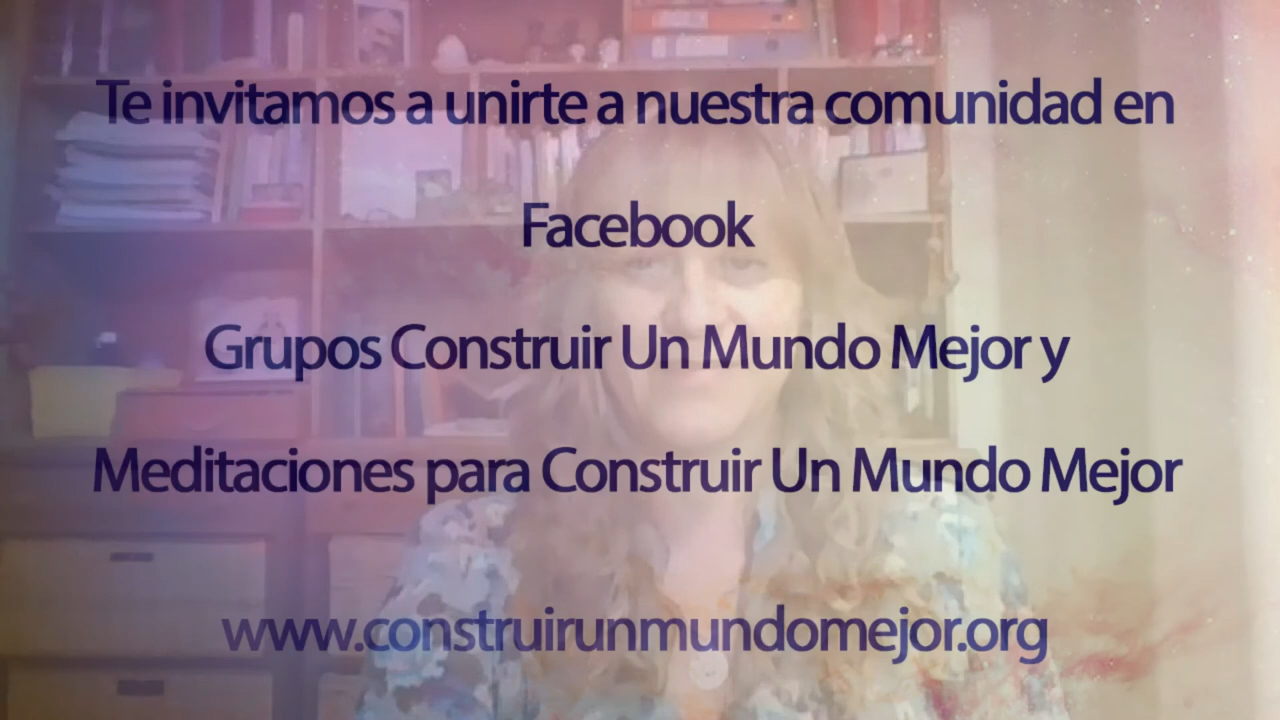 Te invitamos a unirte a nuestra comunidad en
Facebook
Grupos Construir Un Mundo Mejor y
Meditaciones para Construir Un Mundo Mejor
www.construirunmundomejor.org